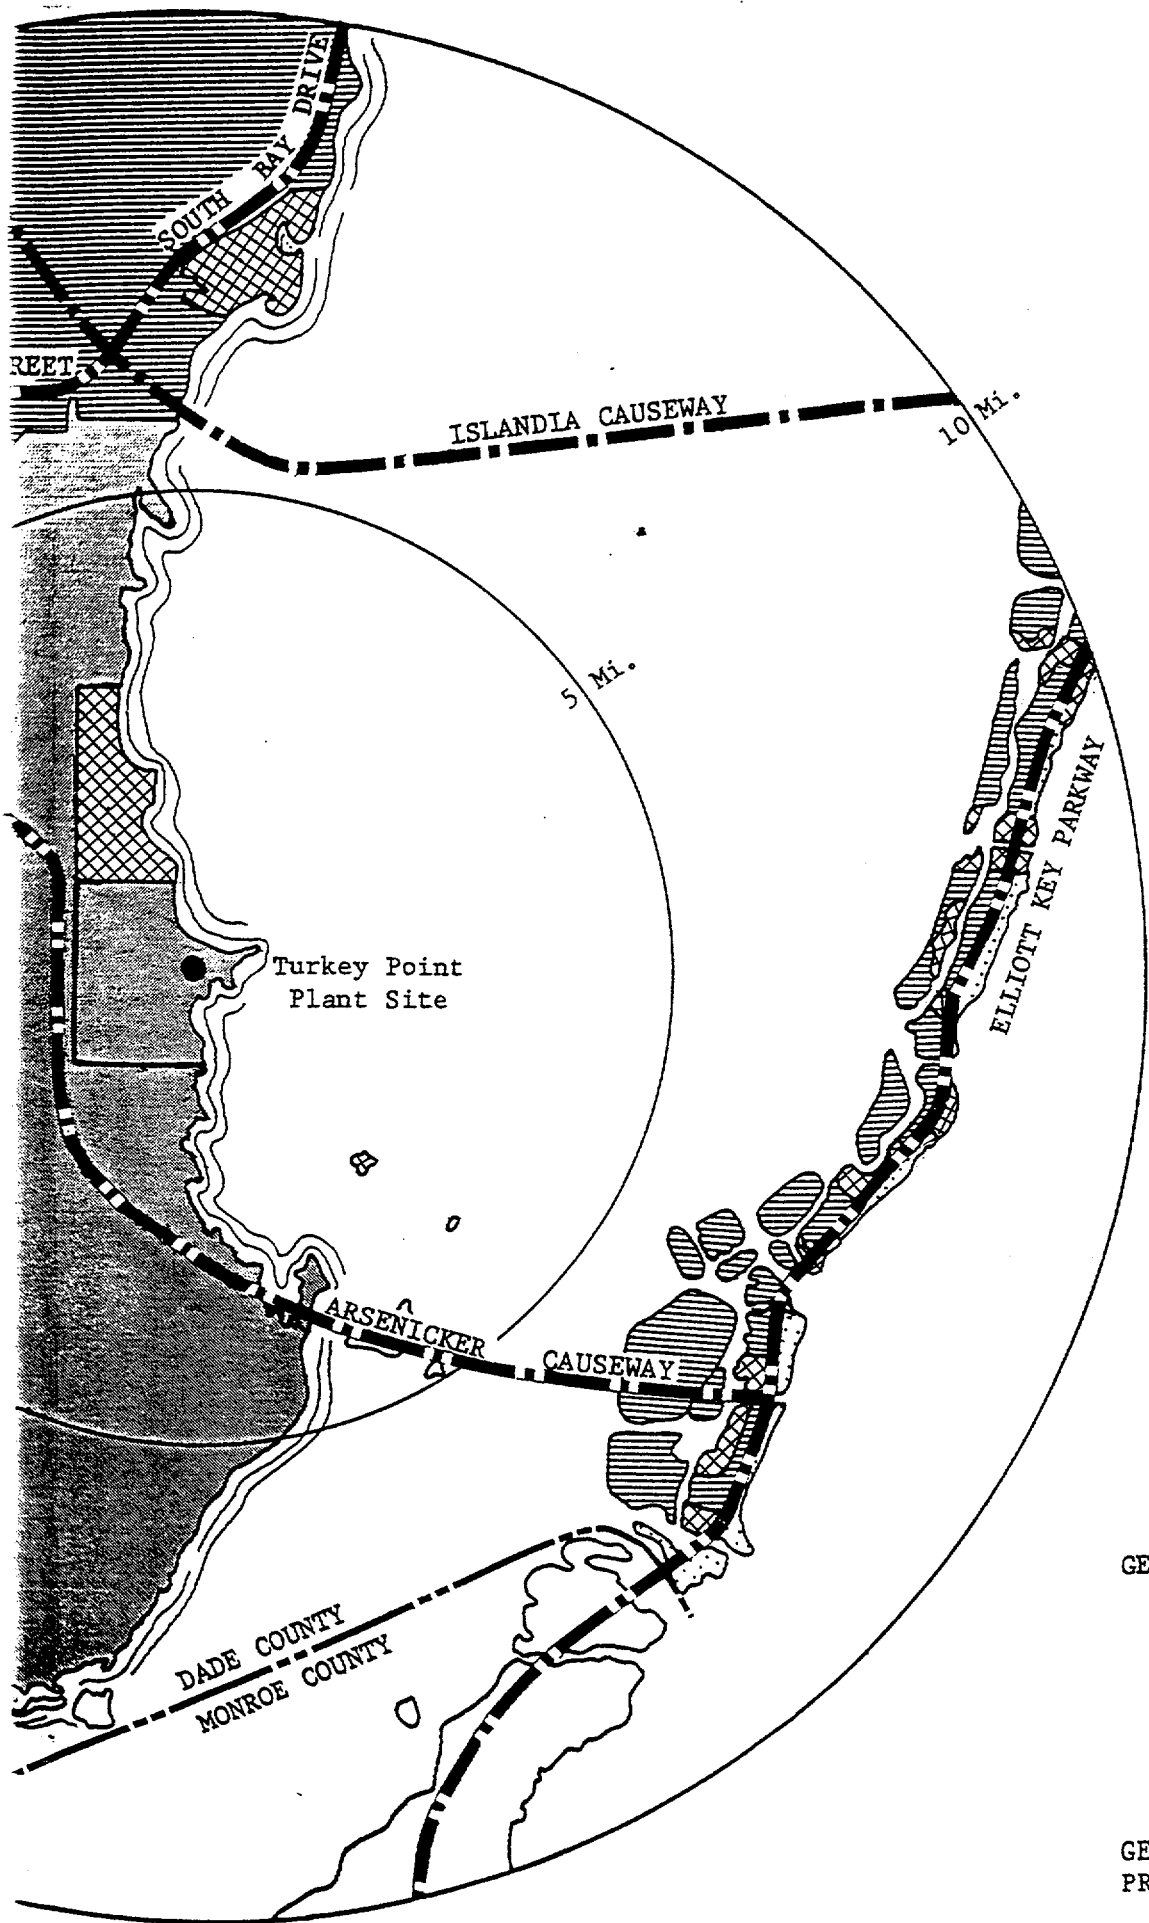 SOUTH BAY DRIVE
REET
ISLANDIA CAUSEWAY
10 Mi.
5 Mi.
ELLIOTT KEY PARKWAY
Turkey Point
Plant Site
ARSENICKER CAUSEWAY
GE
DADE COUNTY
MONROE COUNTY
GE
PR